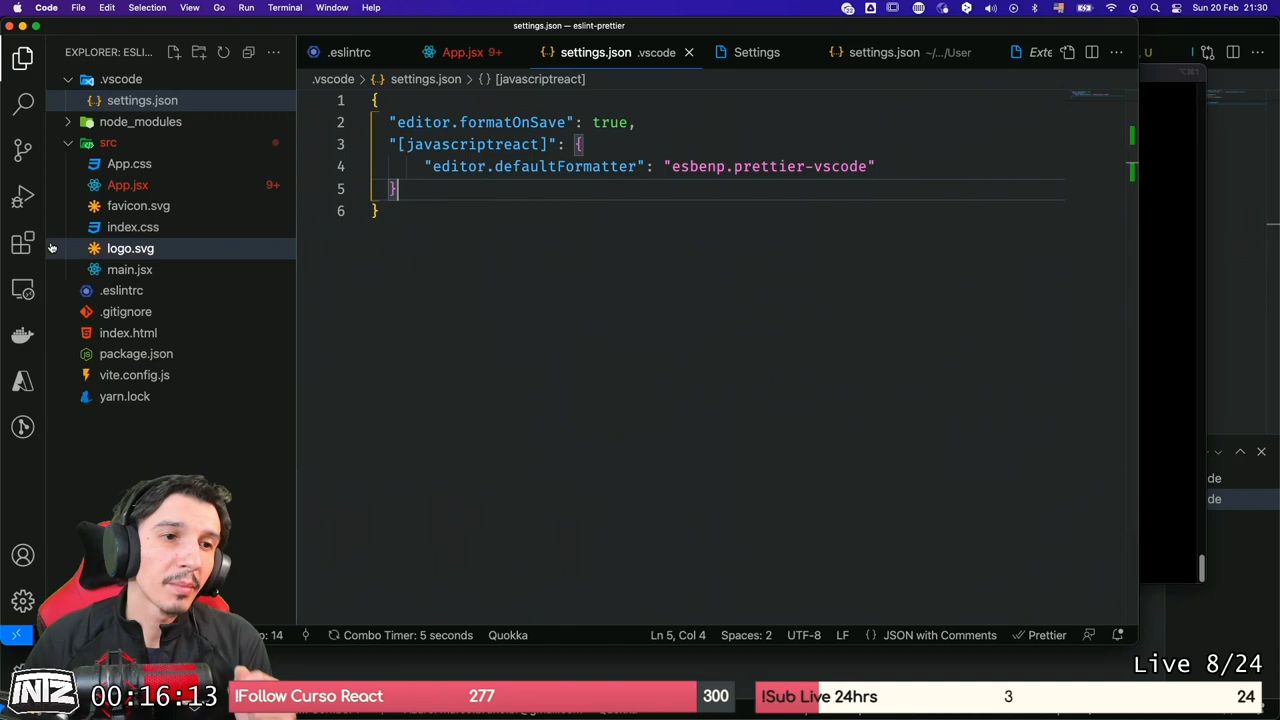 Code File Edit Selection View Go Run Terminal Window Help
Sun 20 Feb 21:30
settings.json — eslint-prettier
EXPLORER: ESLI...
.eslintrc
App.jsx 9+
settings.json .vscode
Settings
settings.json ~/.../User
Exte
U
.vscode > settings.json > [javascriptreact]
.vscode
settings.json
node_modules
src
App.css
App.jsx 9+
favicon.svg
index.css
logo.svg
main.jsx
.eslintrc
.gitignore
index.html
package.json
vite.config.js
yarn.lock
1 {
2 "editor.formatOnSave": true,
3 "[javascriptreact]": {
4 "editor.defaultFormatter": "esbenp.prettier-vscode"
5 }
6 }
de
de
: 14
Combo Timer: 5 seconds
Quokka
Ln 5, Col 4
Spaces: 2
UTF-8
LF
{} JSON with Comments
Prettier
Live 8/24
INTZ
00:16:13
!Follow Curso React 277 300
!Sub Live 24hrs 3 24